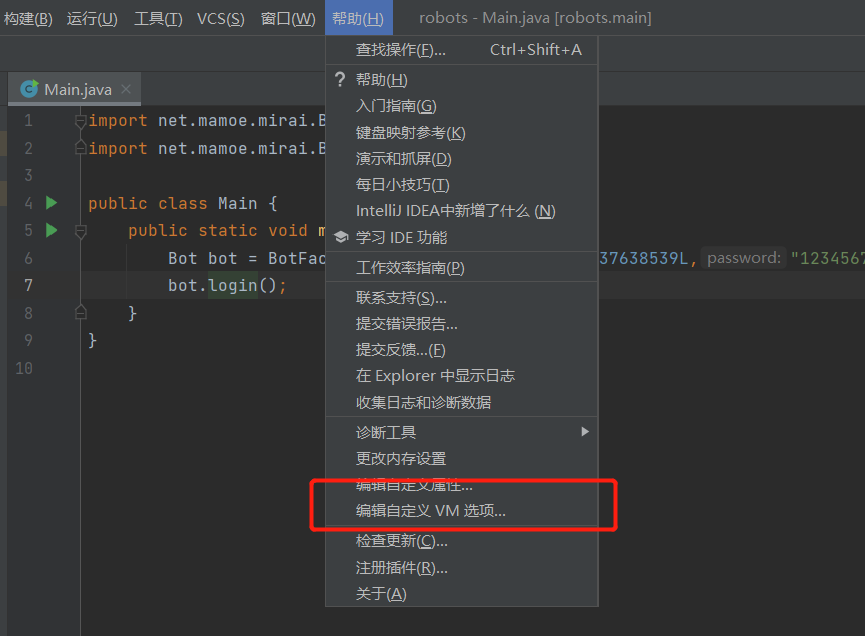 构建(B) 运行(U) 工具(T) VCS(S) 窗口(W) 帮助(H) robots - Main.java [robots.main]
查找操作(F)... Ctrl+Shift+A
Main.java
? 帮助(H)
入门指南(G)
键盘映射参考(K)
演示和抓屏(D)
每日小技巧(T)
IntelliJ IDEA中新增了什么 (N)
学习 IDE 功能
工作效率指南(P)
联系支持(S)...
提交错误报告...
提交反馈...(F)
在 Explorer 中显示日志
收集日志和诊断数据
诊断工具
更改内存设置
编辑自定义属性...
编辑自定义 VM 选项...
检查更新(C)...
注册插件(R)...
关于(A)
1 import net.mamoe.mirai.B
2 import net.mamoe.mirai.B
3
4 public class Main {
5 public static void m
6 Bot bot = BotFac 37638539L, password: "1234567
7 bot.login();
8 }
9 }
10